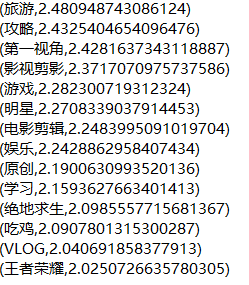 (旅游,2.480948743086124)
(攻略,2.4325404654096476)
(第一视角,2.4281637343118887)
(影视剪影,2.3717070975737586)
(游戏,2.282300719312324)
(明星,2.2708339037914453)
(电影剪辑,2.2483995091019704)
(娱乐,2.2428862958407434)
(原创,2.1900630993520136)
(学习,2.1593627663401413)
(绝地求生,2.0985557715681367)
(吃鸡,2.0907801315300287)
(VLOG,2.040691858377913)
(王者荣耀,2.0250726635780305)